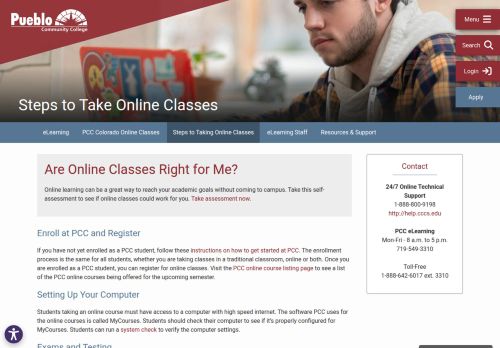 Pueblo
Community College
Menu
Search
Login
Apply
Steps to Take Online Classes
eLearning
PCC Colorado Online Classes
Steps to Taking Online Classes
eLearning Staff
Resources & Support
Are Online Classes Right for Me?
Online learning can be a great way to reach your academic goals without coming to campus. Take this self-
assessment to see if online classes could work for you. Take assessment now.
Enroll at PCC and Register
If you have not yet enrolled as a PCC student, follow these instructions on how to get started at PCC. The enrollment
process is the same for all students, whether you are taking classes in a traditional classroom, online or both. Once you
are enrolled as a PCC student, you can register for online classes. Visit the PCC online course listing page to see a list
of the PCC online courses being offered for the upcoming semester.
Setting Up Your Computer
Students taking an online course must have access to a computer with high speed internet. The software PCC uses for
the online courses is called MyCourses. Students should check their computer to see if it's properly configured for
MyCourses. Students can run a system check to verify the computer settings.
Exams and Testing
Contact
24/7 Online Technical
Support
1-888-800-9198
http://help.cccs.edu
PCC eLearning
Mon-Fri - 8 a.m. to 5 p.m.
719-549-3310
Toll-Free
1-888-642-6017 ext. 3310